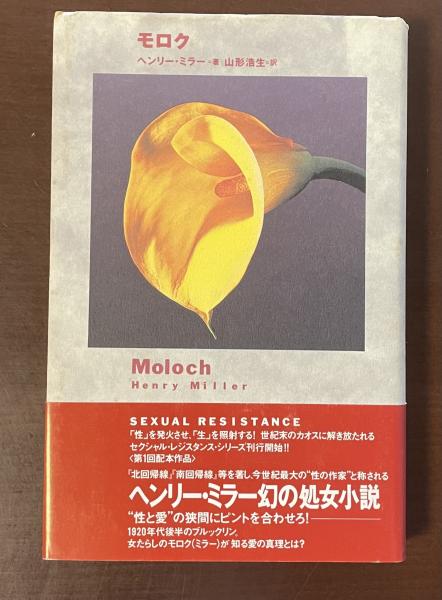 モロク
ヘンリー・ミラー=著 山形浩生=訳
Moloch
Henry Miller
SEXUAL RESISTANCE
「性」を発火させ、「生」を照射する! 世紀末のカオスに解き放たれる
セクシャル・レジスタンス・シリーズ刊行開始!!
〈第1回配本作品〉
『北回帰線』『南回帰線』等を著し、今世紀最大の“性の作家”と称される
ヘンリー・ミラー幻の処女小説
“性と愛”の狭間にピントを合わせろ!
1920年代後半のブルックリン。
女たらしのモロク(ミラー)が知る愛の真理とは?